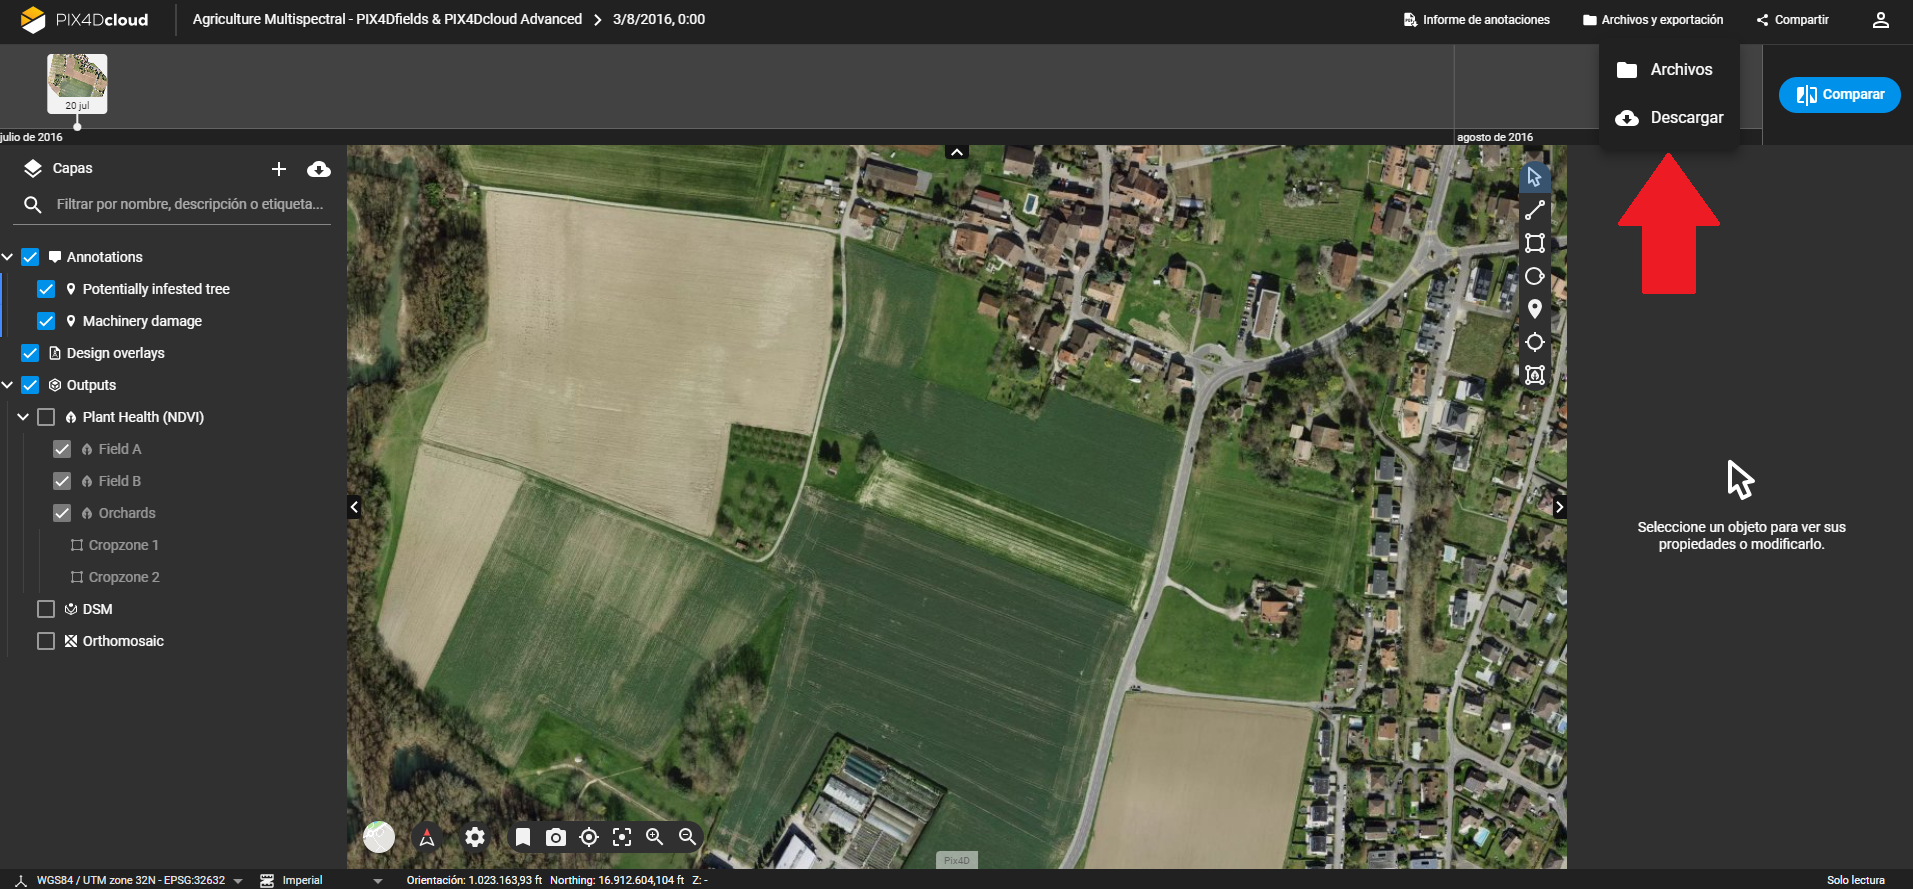 PIX4Dcloud
Agriculture Multispectral - PIX4Dfields & PIX4Dcloud Advanced
3/8/2016, 0:00
Informe de anotaciones
Archivos y exportación
Compartir
20 jul
Archivos
Descargar
Comparar
julio de 2016
agosto de 2016
Capas
Filtrar por nombre, descripción o etiqueta...
Annotations
Potentially infested tree
Machinery damage
Design overlays
Outputs
Plant Health (NDVI)
Field A
Field B
Orchards
Cropzone 1
Cropzone 2
DSM
Orthomosaic
Seleccione un objeto para ver sus
propiedades o modificarlo.
Pix4D
WGS84 / UTM zone 32N - EPSG:32632
Imperial
Orientación: 1.023.163,93 ft Northing: 16.912.604,104 ft Z: -
Solo lectura